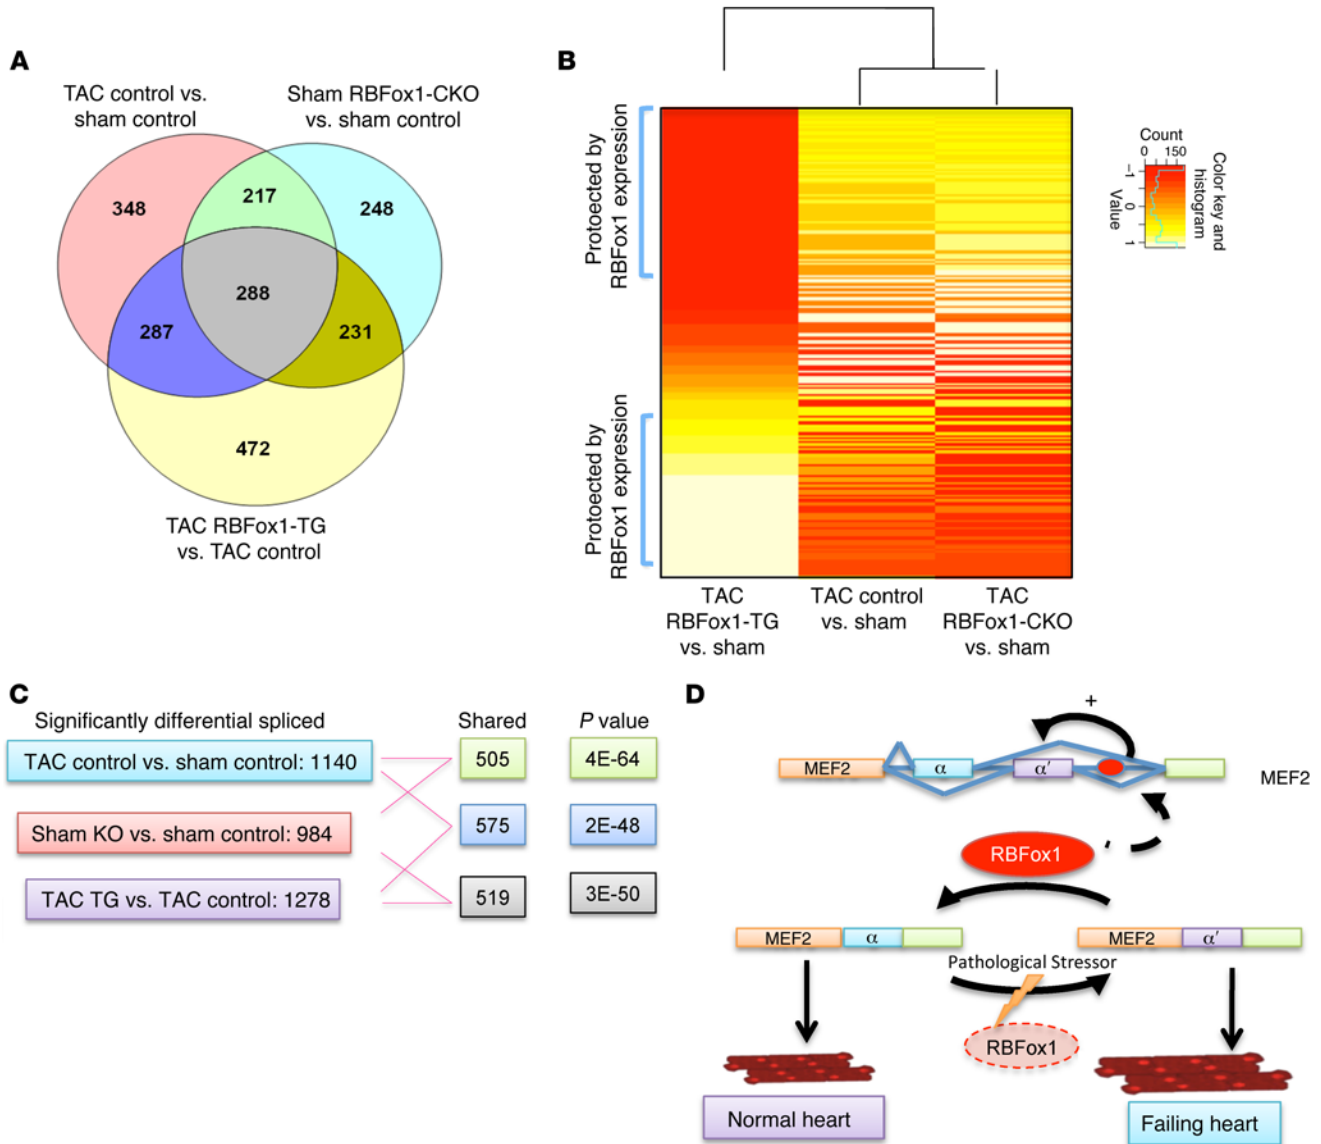 A
TAC control vs.
sham control
Sham RBFox1-CKO
vs. sham control
348
217
248
288
287
231
472
TAC RBFox1-TG
vs. TAC control
B
Protoected by
RBFox1 expression
Protoected by
RBFox1 expression
Count
0 150
-1
0
1
Value
Color key and
histogram
TAC
RBFox1-TG
vs. sham
TAC control
vs. sham
TAC
RBFox1-CKO
vs. sham
C
Significantly differential spliced
Shared
P value
TAC control vs. sham control: 1140
505
4E-64
Sham KO vs. sham control: 984
575
2E-48
TAC TG vs. TAC control: 1278
519
3E-50
D
+
MEF2
α
α′
MEF2
RBFox1
MEF2
α
MEF2
α′
Pathological Stressor
RBFox1
Normal heart
Failing heart